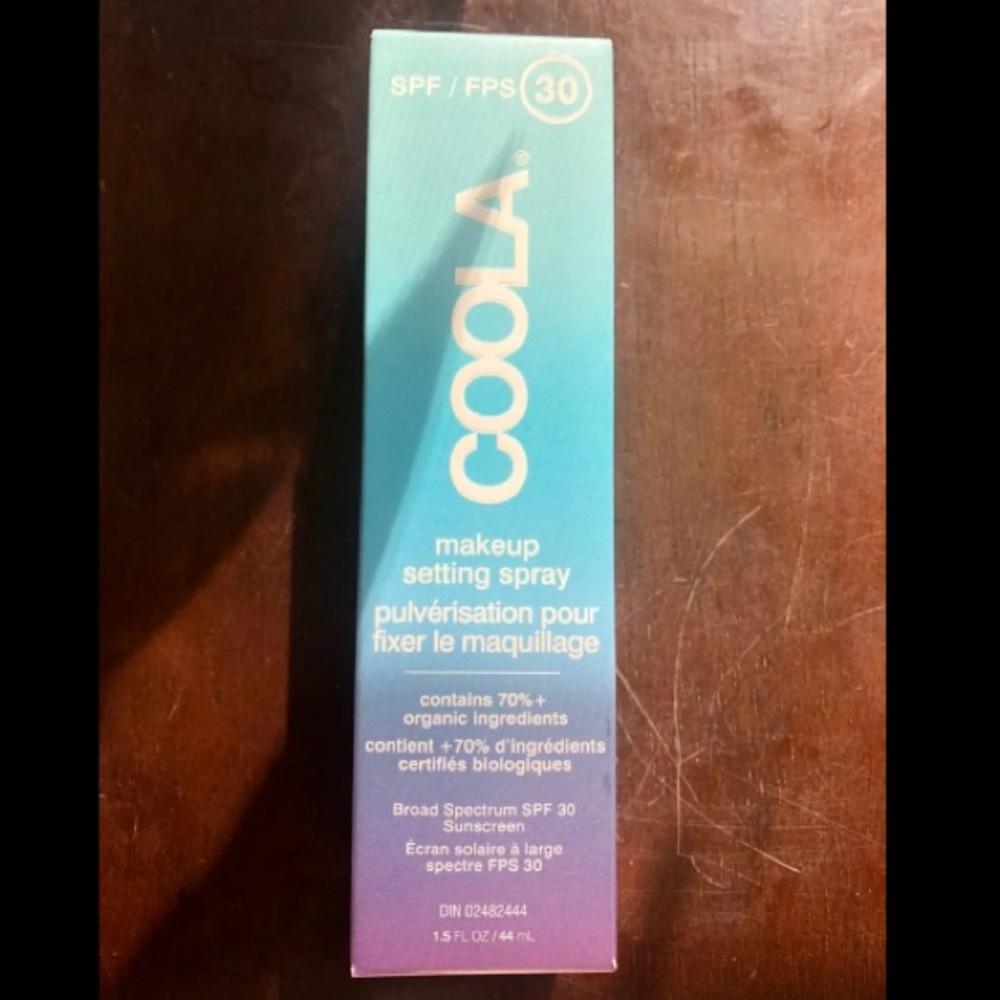 SPF / FPS 30
COOLA®
makeup
setting spray
pulvérisation pour
fixer le maquillage
contains 70%+
organic ingredients
contient +70% d'ingrédients
certifiés biologiques
Broad Spectrum SPF 30
Sunscreen
Écran solaire à large
spectre FPS 30
DIN 02482444
1.5 FL OZ / 44 mL